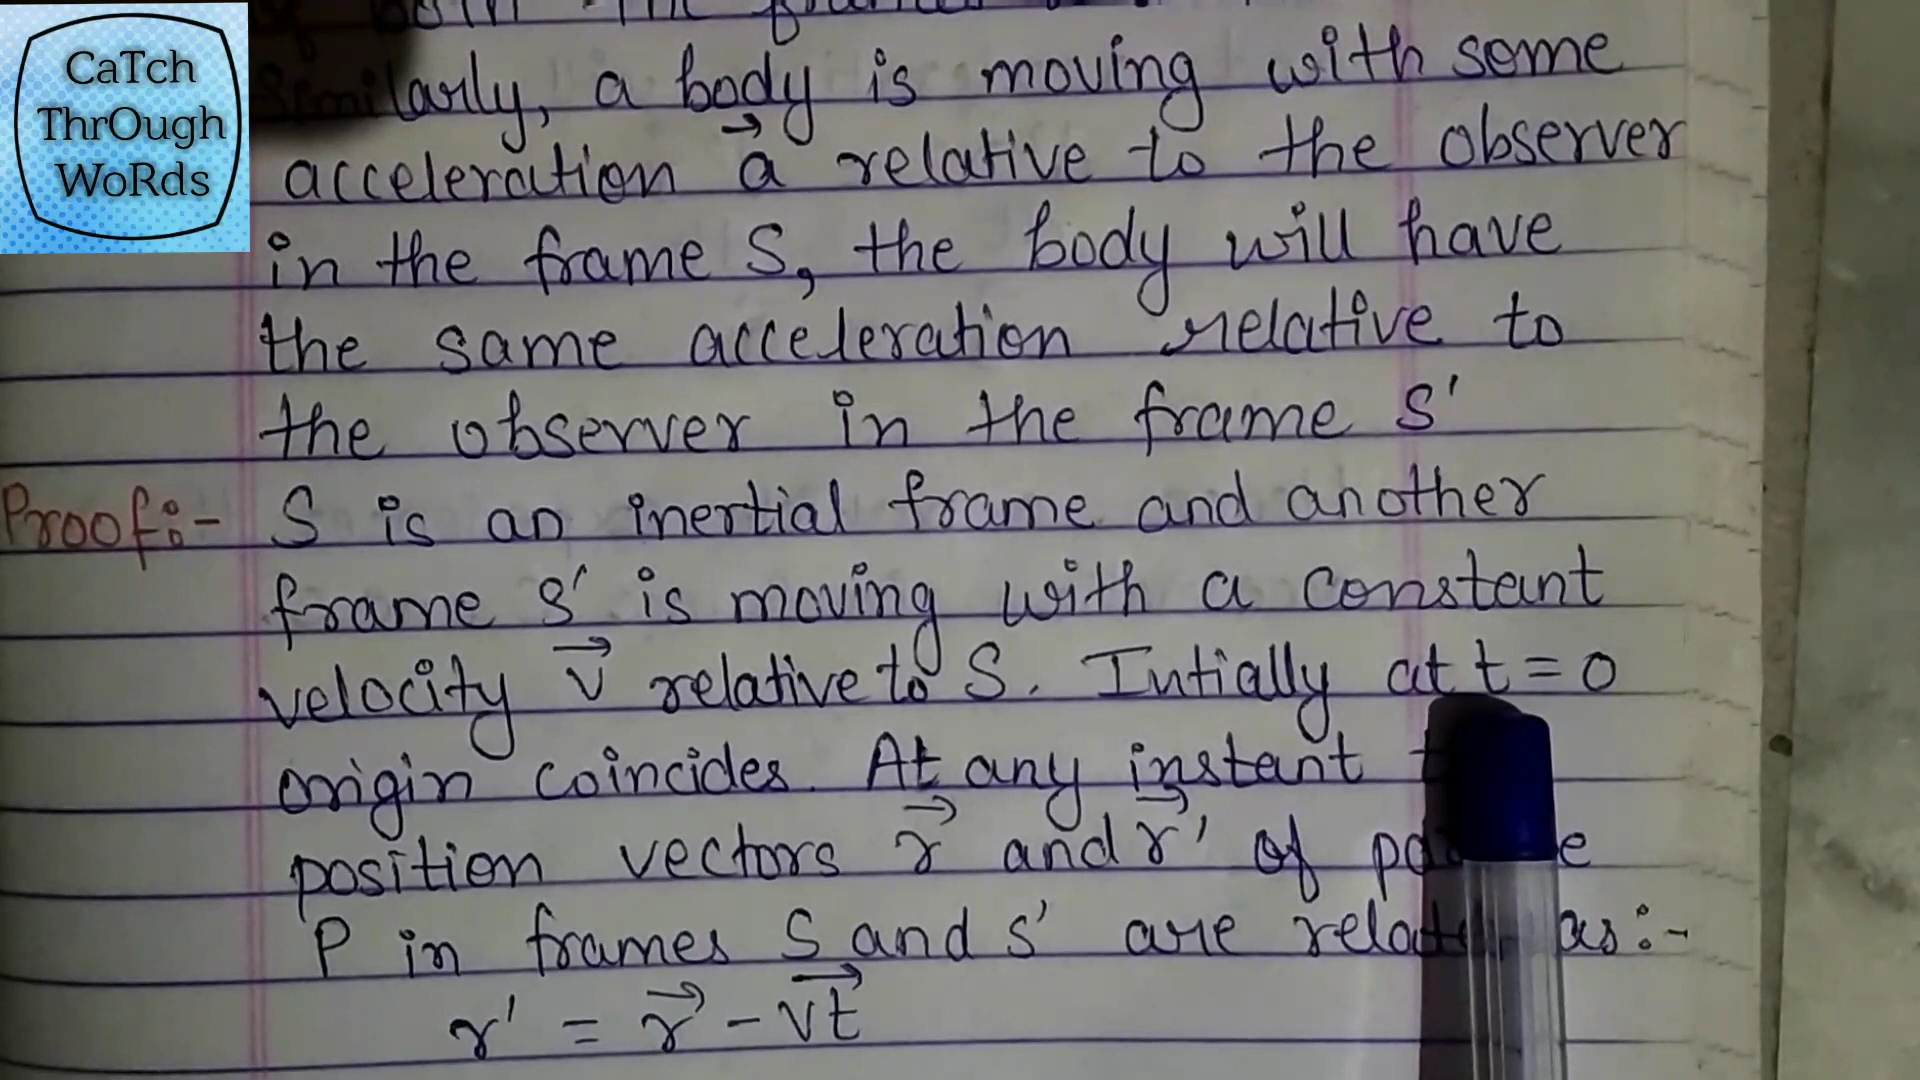 CaTch
ThrOugh
WoRds
Similarly, a body is moving with some
acceleration a⃗ relative to the observer
in the frame S, the body will have
the same acceleration relative to
the observer in the frame S'
Proof:- S is an inertial frame and another
frame S' is moving with a constant
velocity v⃗ relative to S. Intially at t = 0
origin coincides. At any instant
position vectors r⃗ and r⃗' of
P in frames S and S' are as:-
r' = r⃗ - v⃗t